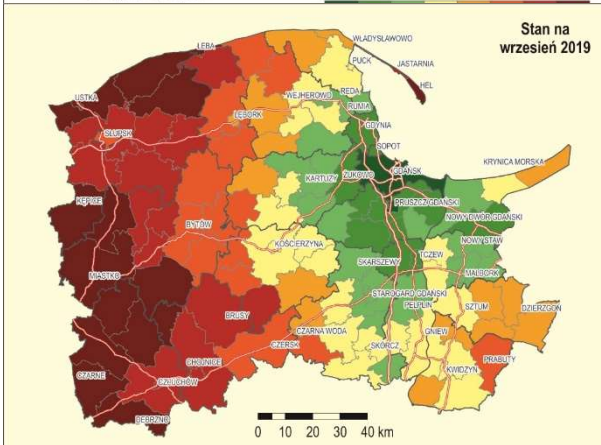 Stan na
wrzesień 2019
WŁADYSŁAWOWO
ŁEBA
PUCK
JASTARNIA
HEL
USTKA
WEJHEROWO
REDA
RUMIA
LĘBORK
GDYNIA
SŁUPSK
SOPOT
KRYNICA MORSKA
GDAŃSK
ŻUKOWO
KARTUZY
KĘPICE
PRUSZCZ GDAŃSKI
NOWY DWÓR GDAŃSKI
BYTÓW
KOŚCIERZYNA
NOWY STAW
TCZEW
SKARSZEWY
MALBORK
MIASTKO
STAROGARD GDAŃSKI
PELPLIN
SZTUM
DZIERZGOŃ
BRUSY
CZARNA WODA
GNIEW
CZERSK
SKÓRCZ
PRABUTY
CHOJNICE
KWIDZYN
CZARNE
CZŁUCHÓW
DEBRZNO
0 10 20 30 40 km